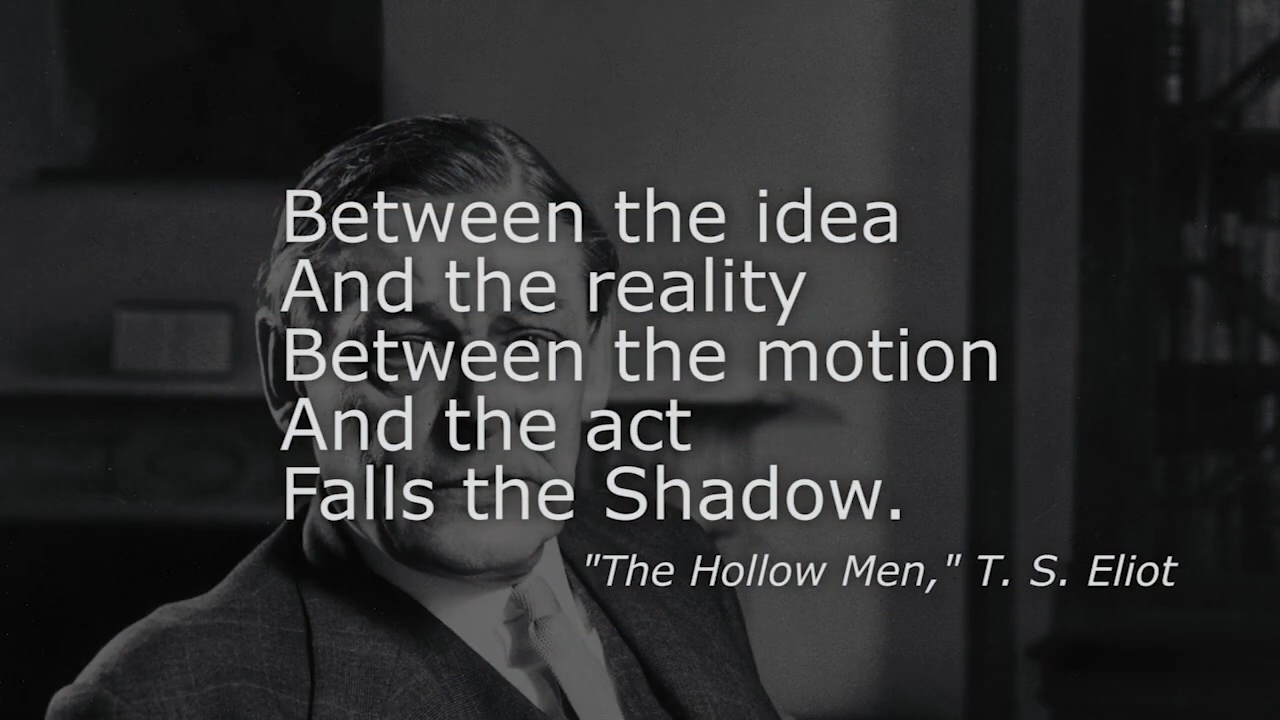 Between the idea
And the reality
Between the motion
And the act
Falls the Shadow.
"The Hollow Men," T. S. Eliot